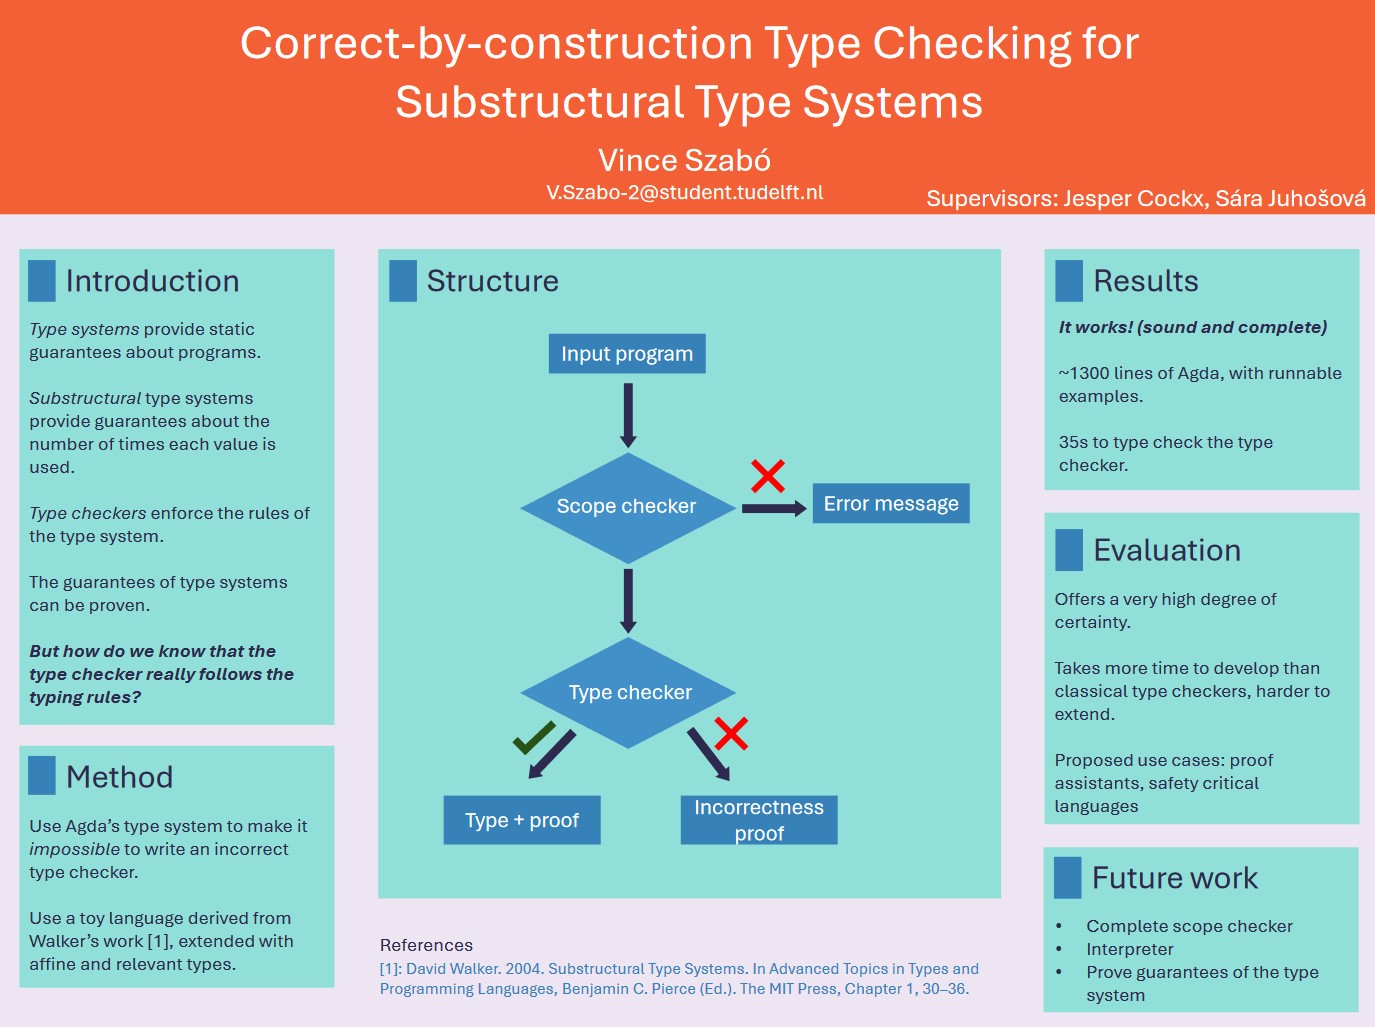 Correct-by-construction Type Checking for
Substructural Type Systems
Vince Szabó
V.Szabo-2@student.tudelft.nl
Supervisors: Jesper Cockx, Sára Juhošová
Introduction
Type systems provide static
guarantees about programs.
Substructural type systems
provide guarantees about the
number of times each value is
used.
Type checkers enforce the rules of
the type system.
The guarantees of type systems
can be proven.
But how do we know that the
type checker really follows the
typing rules?
Method
Use Agda's type system to make it
impossible to write an incorrect
type checker.
Use a toy language derived from
Walker's work [1], extended with
affine and relevant types.
Structure
Input program
Scope checker
Error message
Type checker
Type + proof
Incorrectness
proof
References
[1]: David Walker. 2004. Substructural Type Systems. In Advanced Topics in Types and
Programming Languages, Benjamin C. Pierce (Ed.). The MIT Press, Chapter 1, 30–36.
Results
It works! (sound and complete)
~1300 lines of Agda, with runnable
examples.
35s to type check the type
checker.
Evaluation
Offers a very high degree of
certainty.
Takes more time to develop than
classical type checkers, harder to
extend.
Proposed use cases: proof
assistants, safety critical
languages
Future work
• Complete scope checker
• Interpreter
• Prove guarantees of the type
system